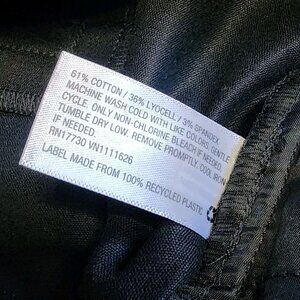 61% COTTON / 36% LYOCELL / 3% SPANDEX
MACHINE WASH COLD WITH LIKE COLORS, GENTLE
CYCLE. ONLY NON-CHLORINE BLEACH IF NEEDED.
TUMBLE DRY LOW. REMOVE PROMPTLY. COOL IRON
IF NEEDED.
RN17730 VN1111626
LABEL MADE FROM 100% RECYCLED PLASTIC